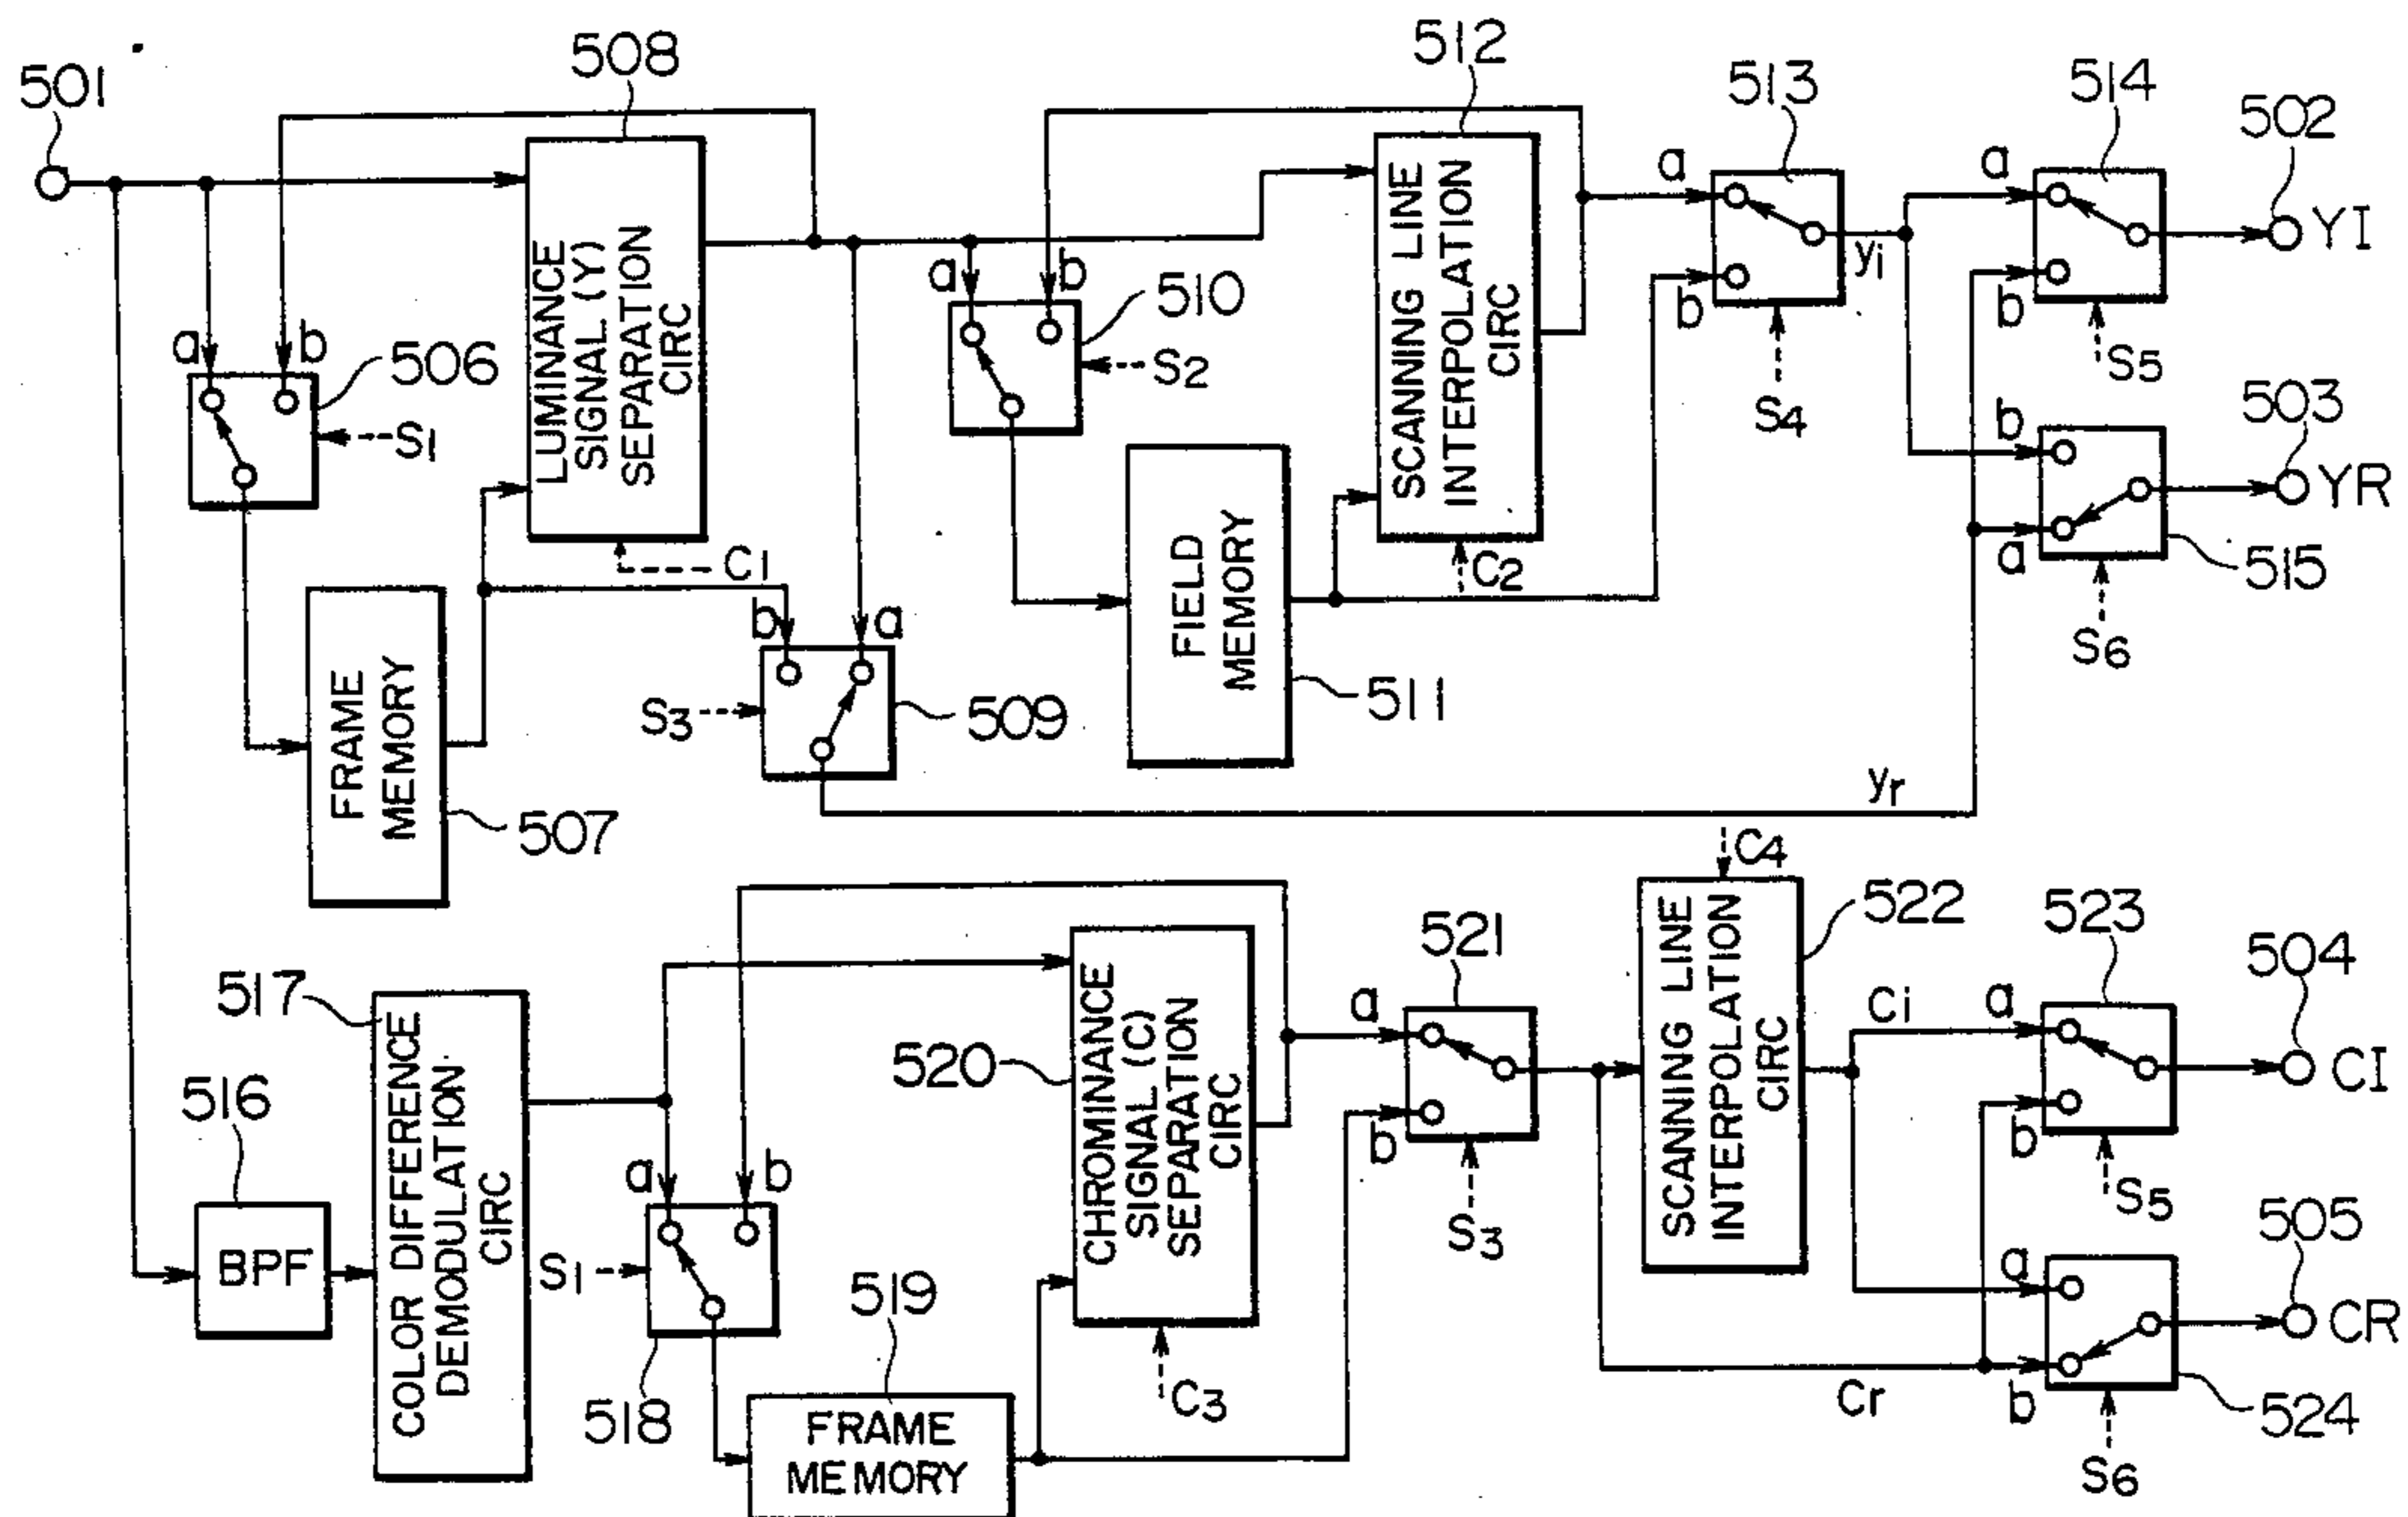 501
508
512
513
514
502
a
a
YI
LUMINANCE
SIGNAL (Y)
SEPARATION
CIRC
SCANNING LINE
INTERPOLATION
CIRC
yi
b
b
a
b
510
a
b
506
S2
S5
S1
S4
503
b
YR
FIELD
MEMORY
C1
C2
a
515
b
a
S6
FRAME
MEMORY
S3
509
511
yr
507
C4
522
523
517
521
504
COLOR DIFFERENCE
DEMODULATION
CIRC
CHROMINANCE
SIGNAL (C)
SEPARATION
CIRC
SCANNING LINE
INTERPOLATION
CIRC
a
Ci
a
520
CI
516
b
b
a
b
S5
505
BPF
S1
S3
a
519
CR
518
C3
Cr
b
524
FRAME
MEMORY
S6